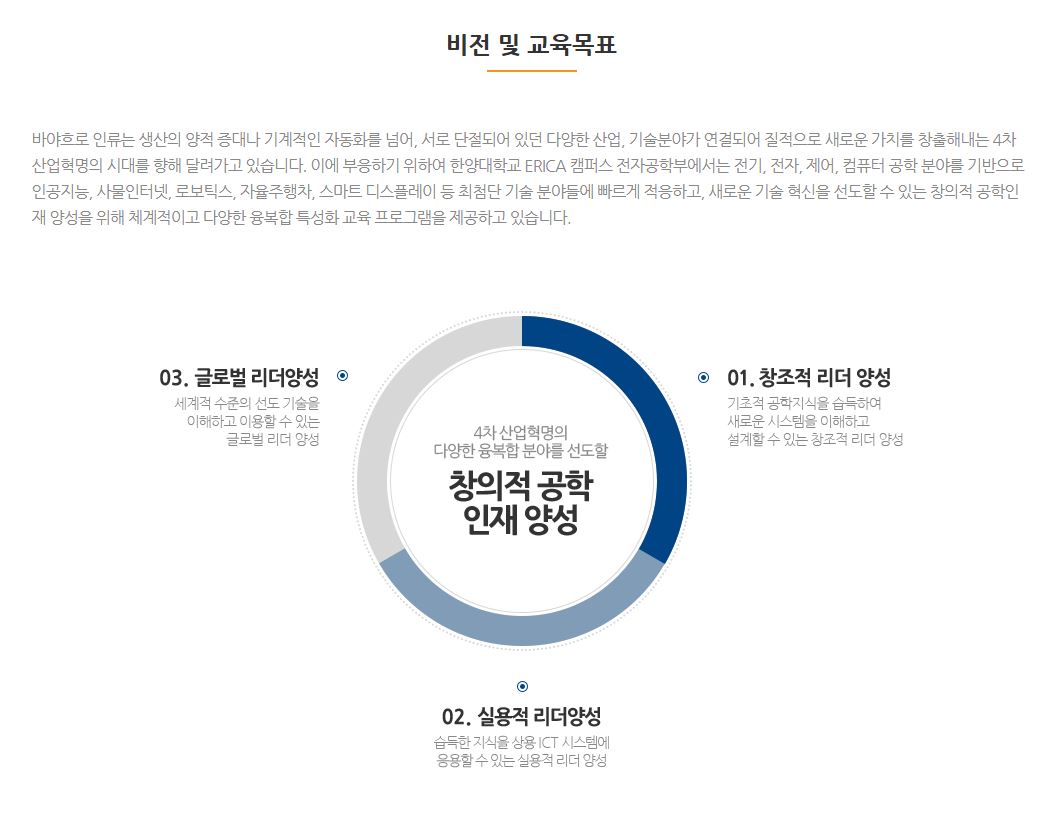 비전 및 교육목표
바야흐로 인류는 생산의 양적 증대나 기계적인 자동화를 넘어, 서로 단절되어 있던 다양한 산업, 기술분야가 연결되어 질적으로 새로운 가치를 창출해내는 4차
산업혁명의 시대를 향해 달려가고 있습니다. 이에 부응하기 위하여 한양대학교 ERICA 캠퍼스 전자공학부에서는 전기, 전자, 제어, 컴퓨터 공학 분야를 기반으로
인공지능, 사물인터넷, 로보틱스, 자율주행차, 스마트 디스플레이 등 최첨단 기술 분야들에 빠르게 적응하고, 새로운 기술 혁신을 선도할 수 있는 창의적 공학인
재 양성을 위해 체계적이고 다양한 융복합 특성화 교육 프로그램을 제공하고 있습니다.
03. 글로벌 리더양성
세계적 수준의 선도 기술을
이해하고 이용할 수 있는
글로벌 리더 양성
01. 창조적 리더 양성
기초적 공학지식을 습득하여
새로운 시스템을 이해하고
설계할 수 있는 창조적 리더 양성
4차 산업혁명의
다양한 융복합 분야를 선도할
창의적 공학
인재 양성
02. 실용적 리더양성
습득한 지식을 상용 ICT 시스템에
응용할 수 있는 실용적 리더 양성